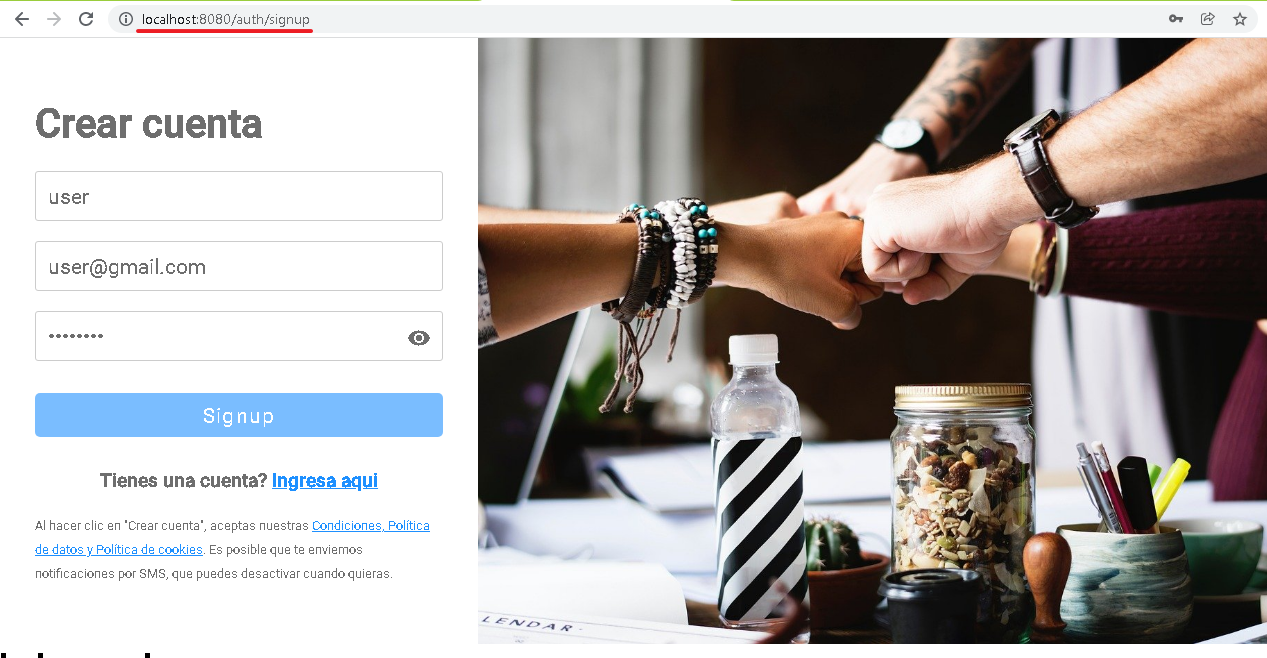 localhost:8080/auth/signup
Crear cuenta
user
user@gmail.com
••••••••
Signup
Tienes una cuenta? Ingresa aqui
Al hacer clic en "Crear cuenta", aceptas nuestras Condiciones, Política
de datos y Política de cookies. Es posible que te enviemos
notificaciones por SMS, que puedes desactivar cuando quieras.
LENDAR